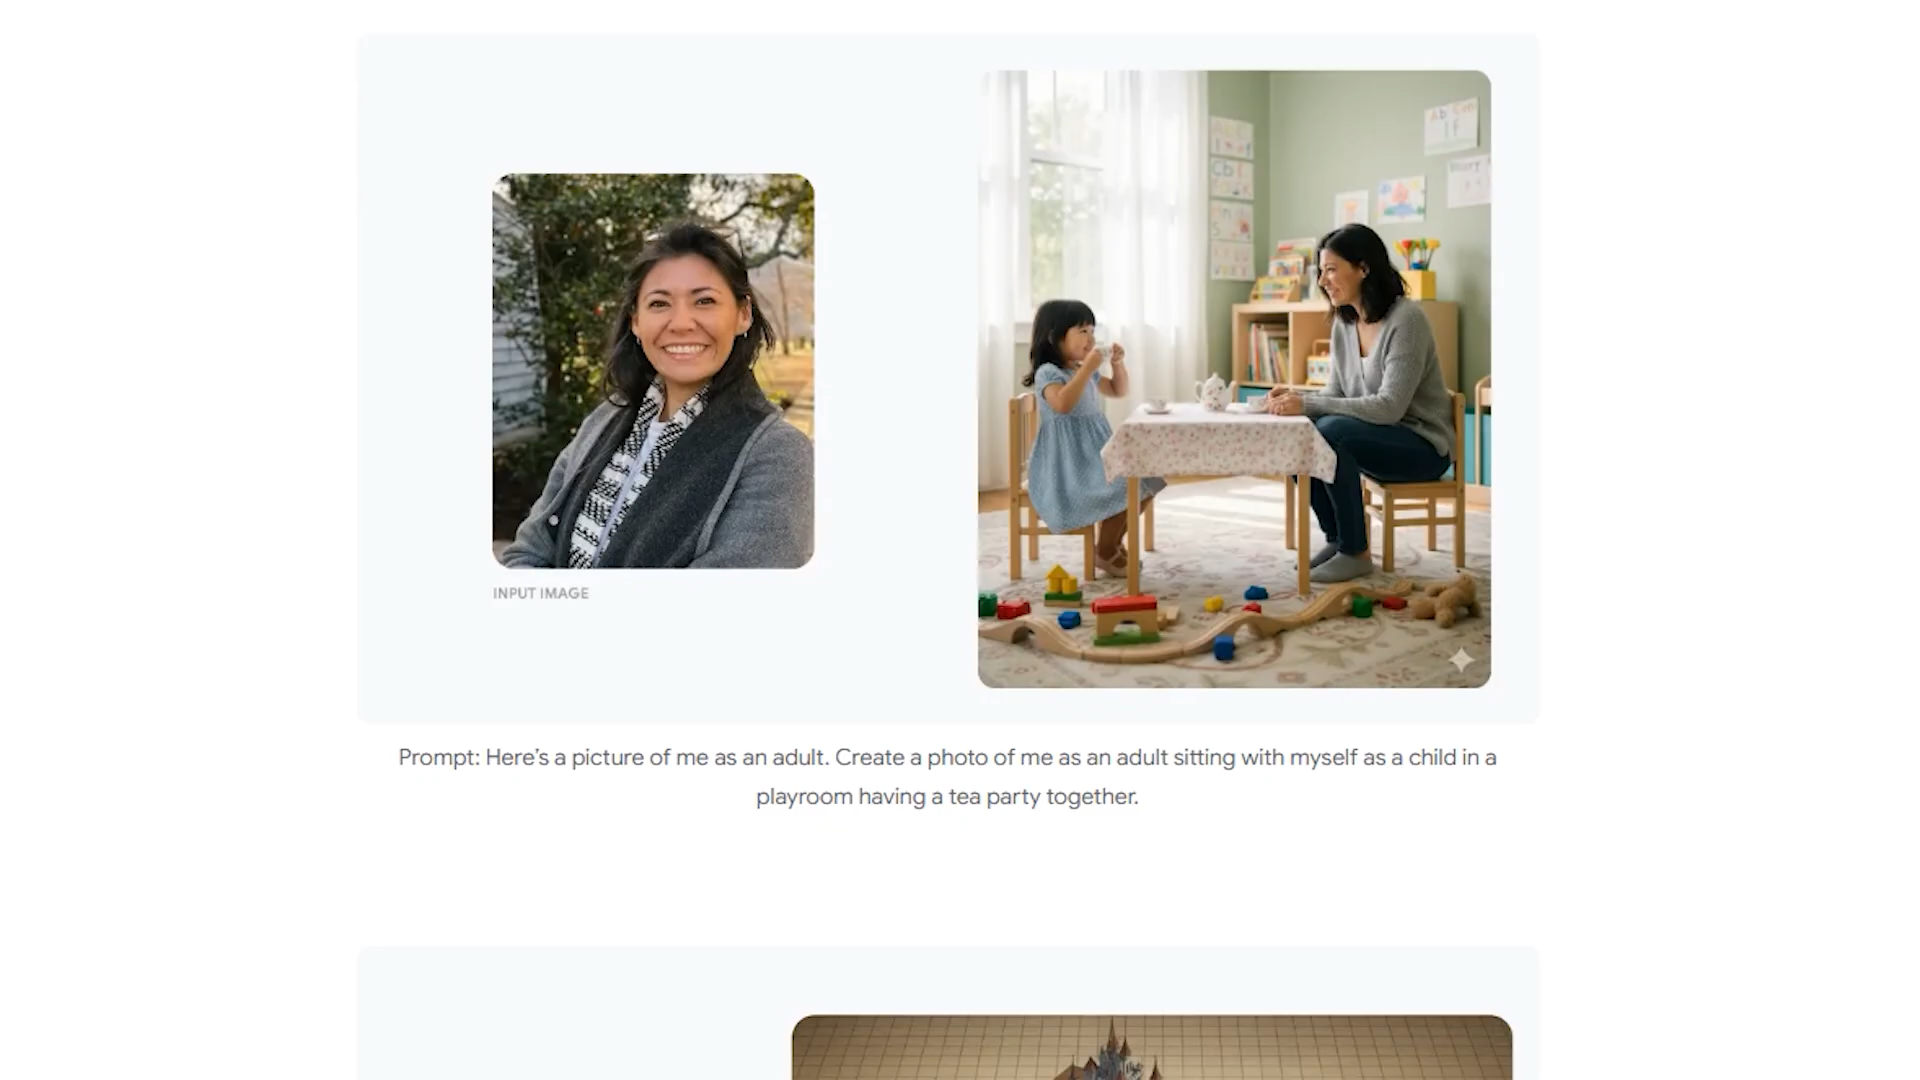 INPUT IMAGE
Prompt: Here’s a picture of me as an adult. Create a photo of me as an adult sitting with myself as a child in a
playroom having a tea party together.